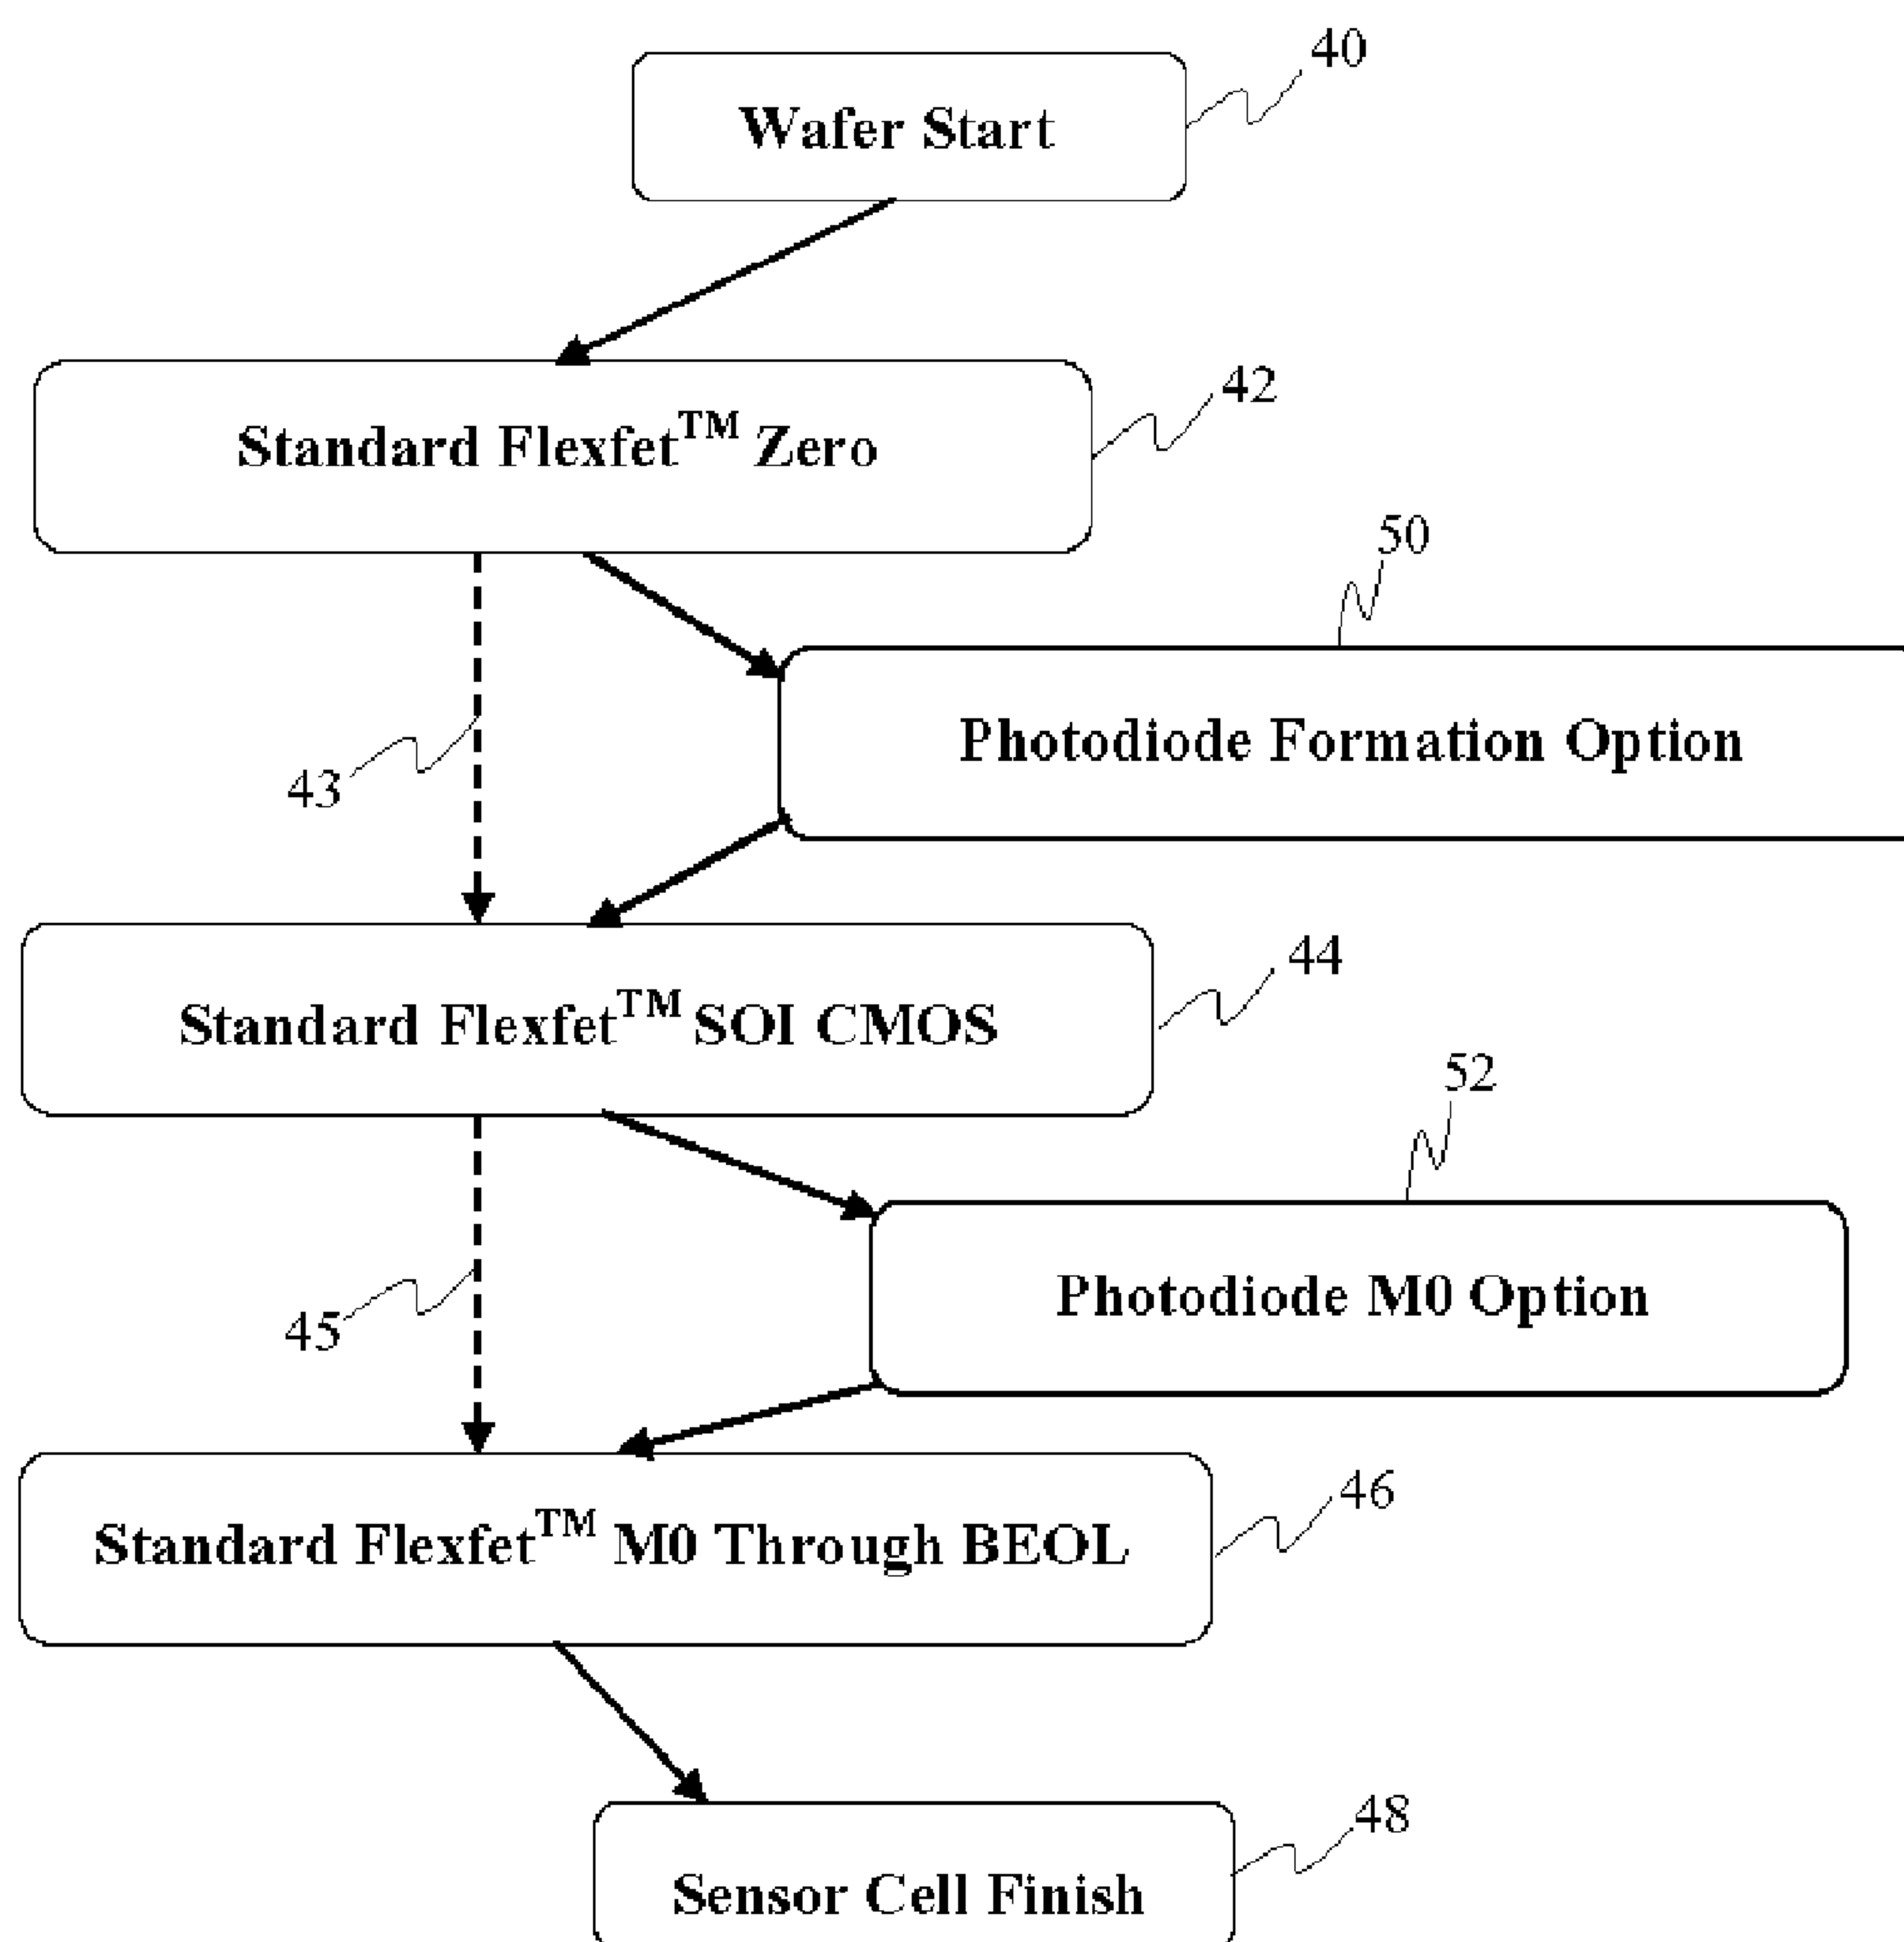 40
Wafer Start
42
Standard Flexfet™ Zero
50
Photodiode Formation Option
43
44
Standard Flexfet™ SOI CMOS
52
Photodiode M0 Option
45
46
Standard Flexfet™ M0 Through BEOL
48
Sensor Cell Finish